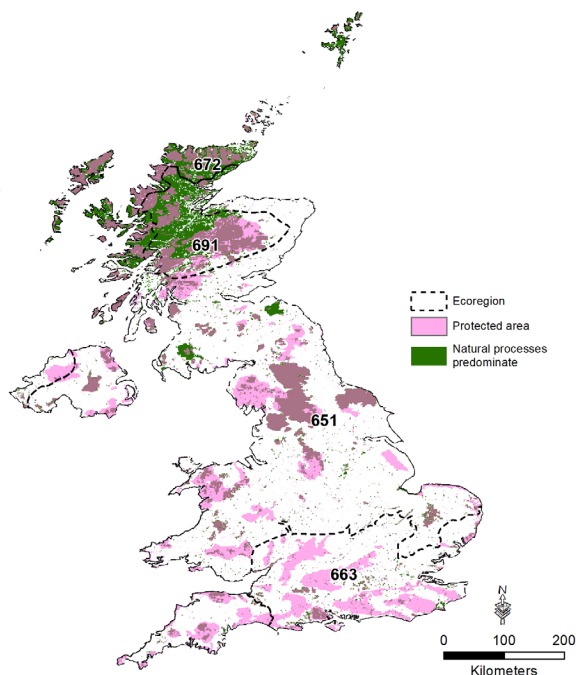 672
691
Ecoregion
Protected area
Natural processes
predominate
651
663
N
0 100 200
Kilometers